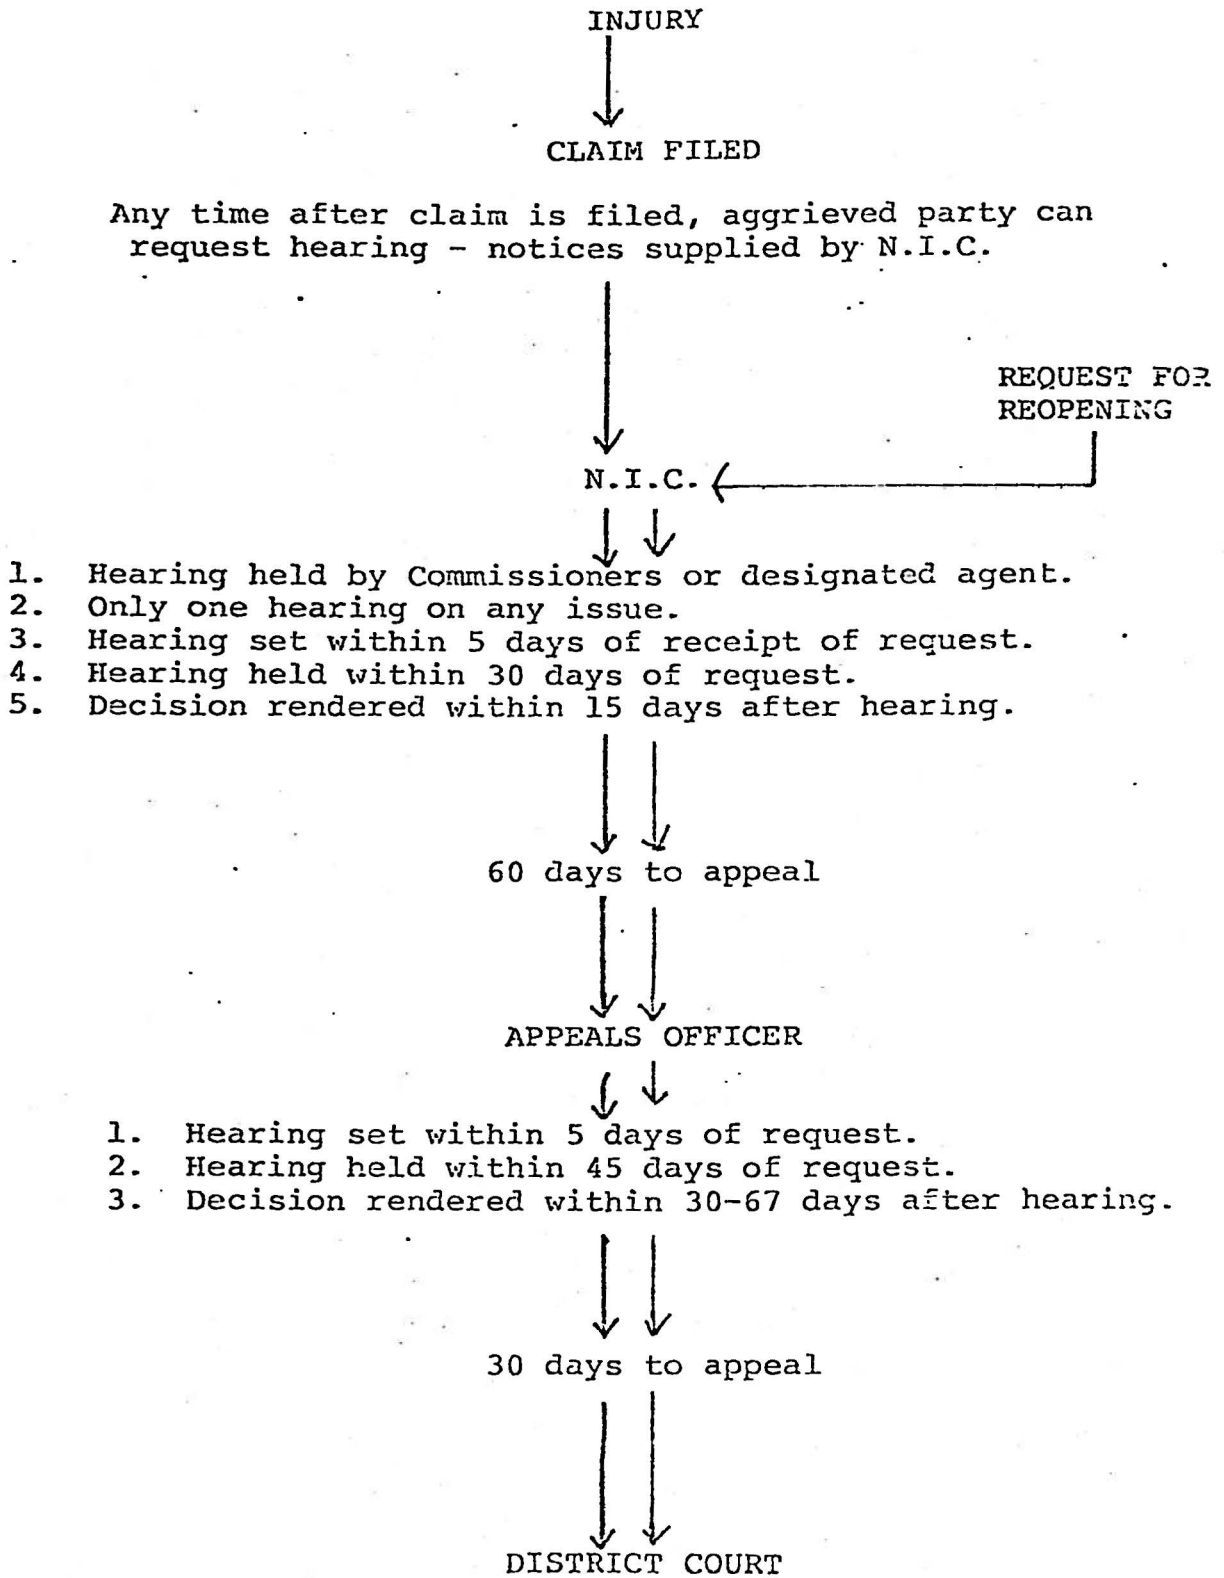 INJURY
CLAIM FILED
Any time after claim is filed, aggrieved party can
request hearing - notices supplied by N.I.C.
REQUEST FOR
REOPENING
N.I.C.
1. Hearing held by Commissioners or designated agent.
2. Only one hearing on any issue.
3. Hearing set within 5 days of receipt of request.
4. Hearing held within 30 days of request.
5. Decision rendered within 15 days after hearing.
60 days to appeal
APPEALS OFFICER
1. Hearing set within 5 days of request.
2. Hearing held within 45 days of request.
3. Decision rendered within 30-67 days after hearing.
30 days to appeal
DISTRICT COURT